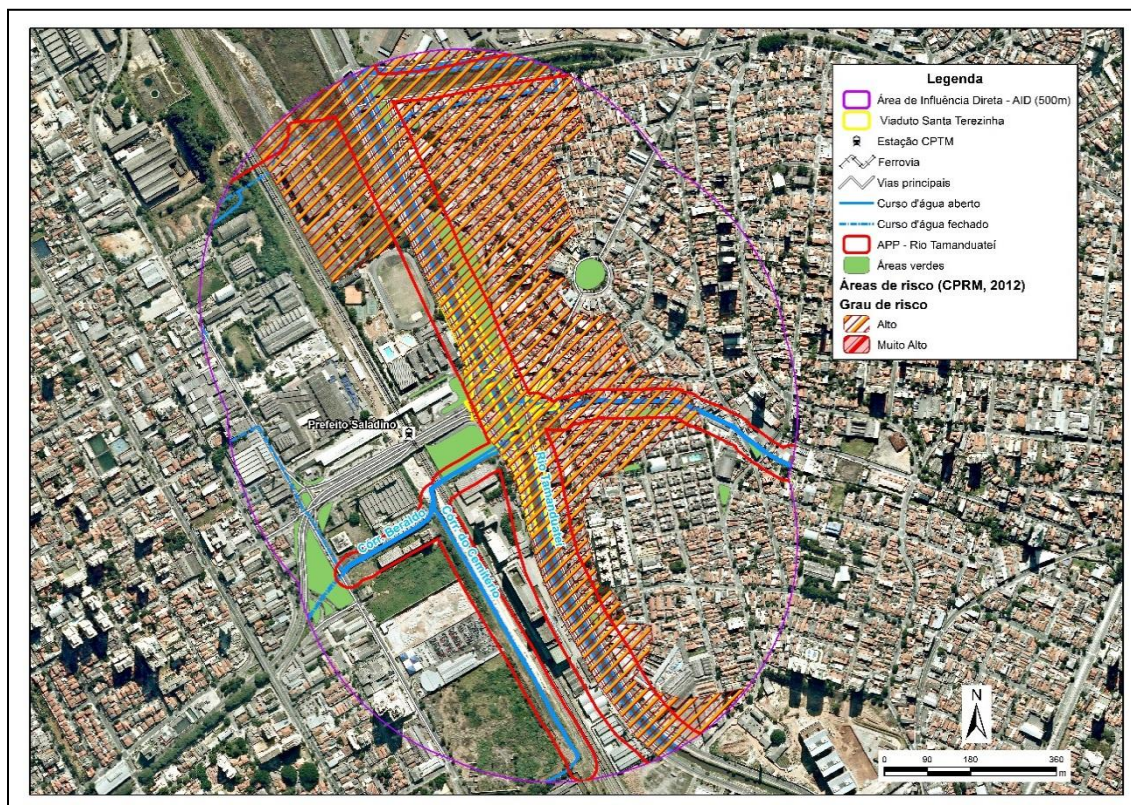 Legenda
Área de Influência Direta - AID (500m)
Viaduto Santa Terezinha
Estação CPTM
Ferrovia
Vias principais
Curso d'água aberto
Curso d'água fechado
APP - Rio Tamanduateí
Áreas verdes
Áreas de risco (CPRM, 2012)
Grau de risco
Alto
Muito Alto
Prefeito Saladino
Rio Tamanduateí
Córr. Beraldo
Córr. do Cemitério
N
0 90 180 360
m